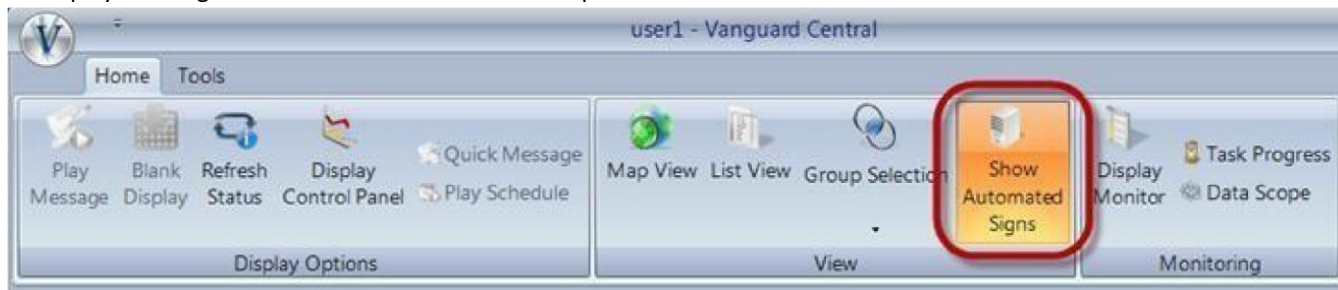 user1 - Vanguard Central
V
Home Tools
Play Message
Blank Display
Refresh Status
Display Control Panel
Quick Message
Play Schedule
Map View
List View
Group Selection
Show Automated Signs
Display Monitor
Task Progress
Data Scope
Display Options
View
Monitoring